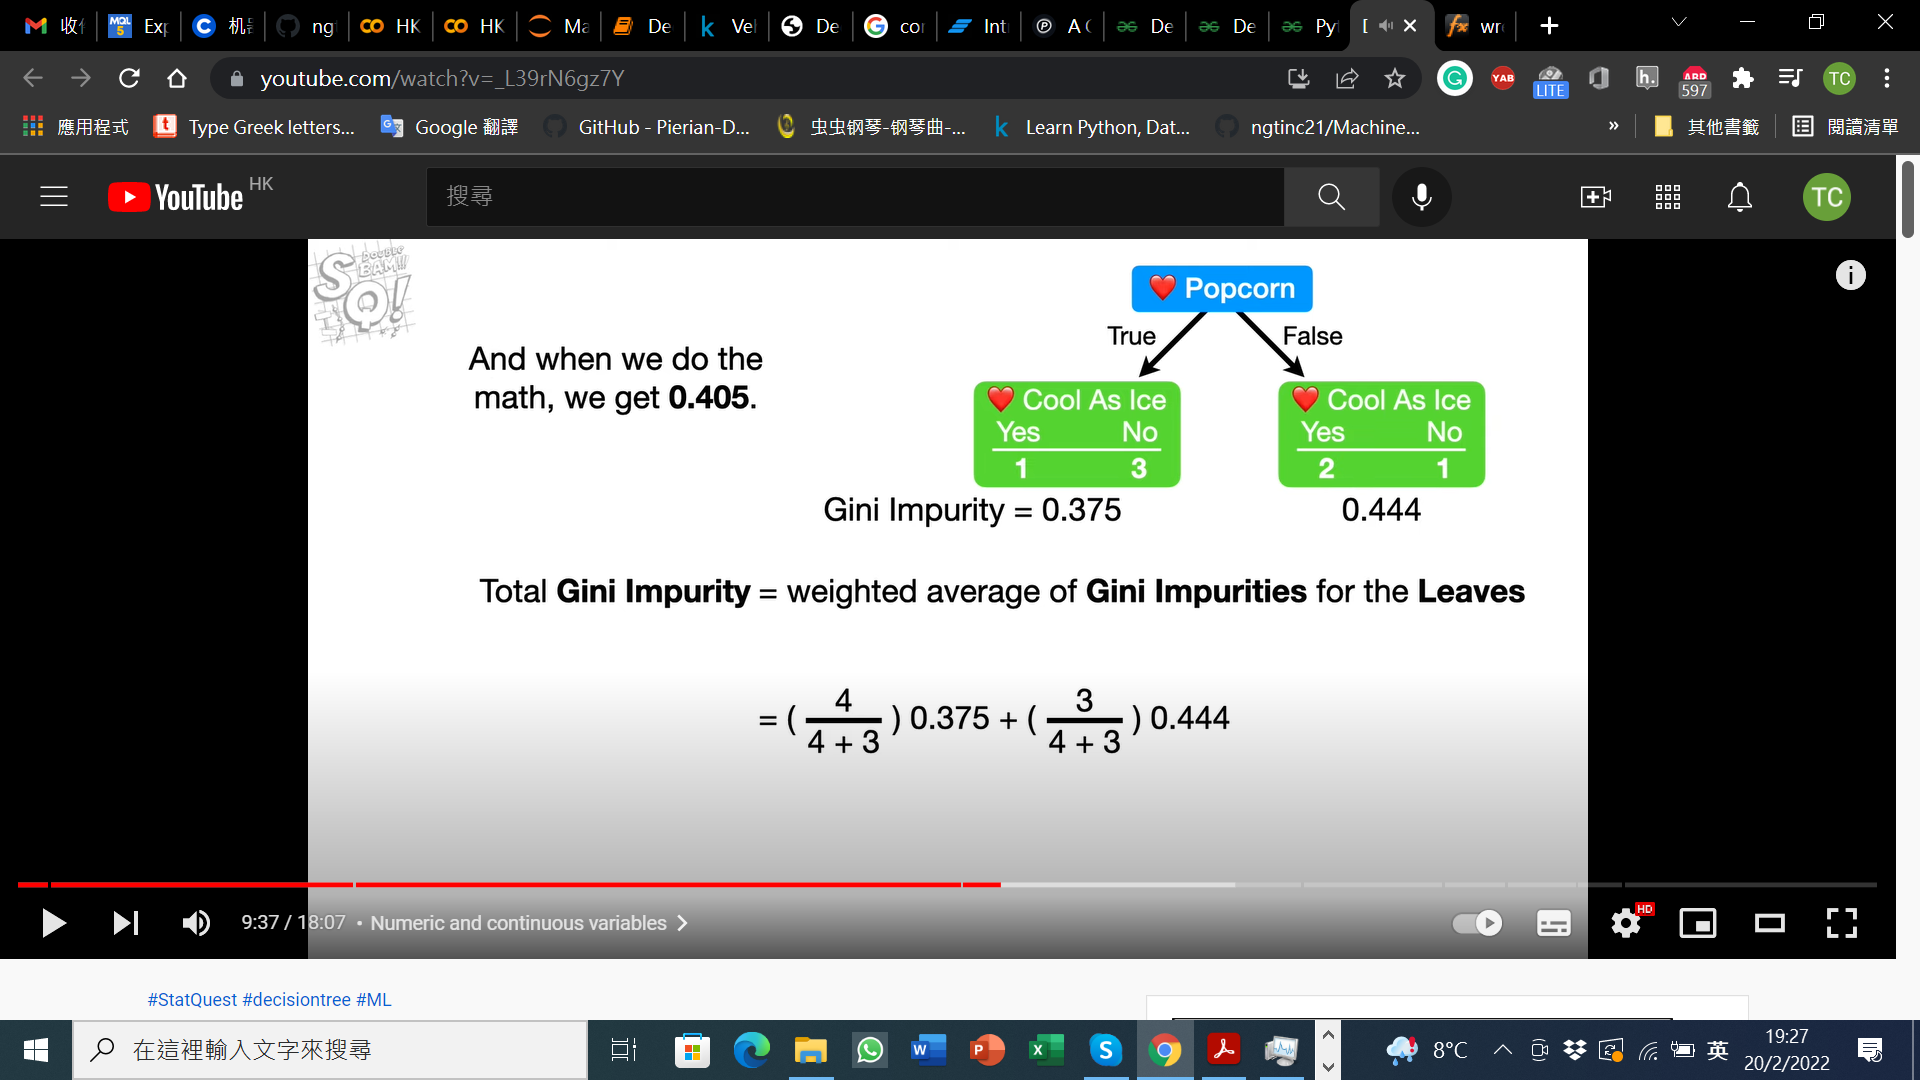 收
Exp
机
ng
HK
HK
Ma
De
Vel
De
cor
Int
A
De
De
Pyt
wr
youtube.com/watch?v=_L39rN6gz7Y
YAB
LITE
h.
ABP
597
TC
應用程式
Type Greek letters...
Google 翻譯
GitHub - Pierian-D...
虫虫钢琴-钢琴曲-...
Learn Python, Dat...
ngtinc21/Machine...
»
其他書籤
閱讀清單
YouTube HK
搜尋
TC
DOUBLE BAM!!!
SQ!
❤️ Popcorn
True False
And when we do the
math, we get 0.405.
❤️ Cool As Ice
Yes No
1 3
❤️ Cool As Ice
Yes No
2 1
Gini Impurity = 0.375 0.444
Total Gini Impurity = weighted average of Gini Impurities for the Leaves
= ( 4 / 4 + 3 ) 0.375 + ( 3 / 4 + 3 ) 0.444
9:37 / 18:07 • Numeric and continuous variables
HD
#StatQuest #decisiontree #ML
在這裡輸入文字來搜尋
8°C
英
19:27
20/2/2022